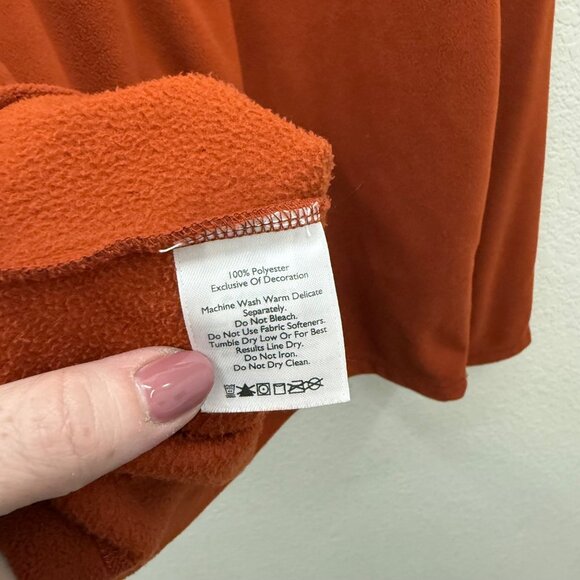 100% Polyester
Exclusive Of Decoration
Machine Wash Warm Delicate
Separately.
Do Not Bleach.
Do Not Use Fabric Softeners.
Tumble Dry Low Or For Best
Results Line Dry.
Do Not Iron.
Do Not Dry Clean.